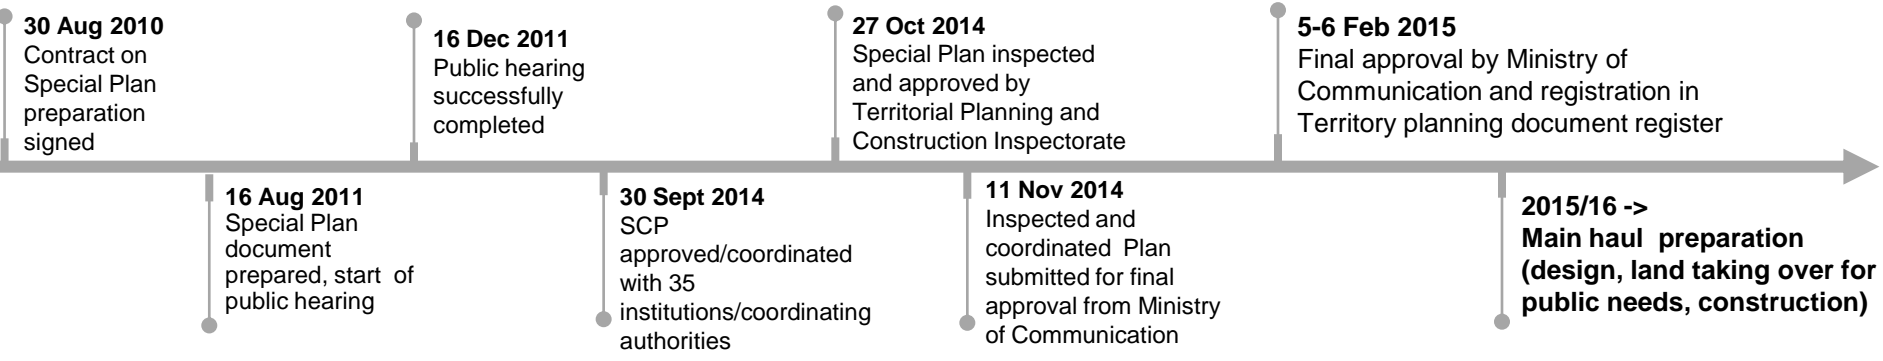 30 Aug 2010
Contract on
Special Plan
preparation
signed
16 Dec 2011
Public hearing
successfully
completed
27 Oct 2014
Special Plan inspected
and approved by
Territorial Planning and
Construction Inspectorate
5-6 Feb 2015
Final approval by Ministry of
Communication and registration in
Territory planning document register
16 Aug 2011
Special Plan
document
prepared, start of
public hearing
30 Sept 2014
SCP
approved/coordinated
with 35
institutions/coordinating
authorities
11 Nov 2014
Inspected and
coordinated Plan
submitted for final
approval from Ministry
of Communication
2015/16 ->
Main haul preparation
(design, land taking over for
public needs, construction)